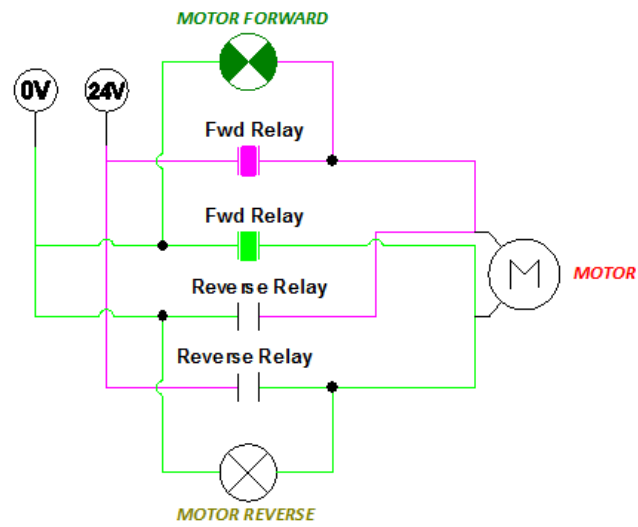 MOTOR FORWARD
0V
24V
Fwd Relay
Fwd Relay
Reverse Relay
M
MOTOR
Reverse Relay
MOTOR REVERSE